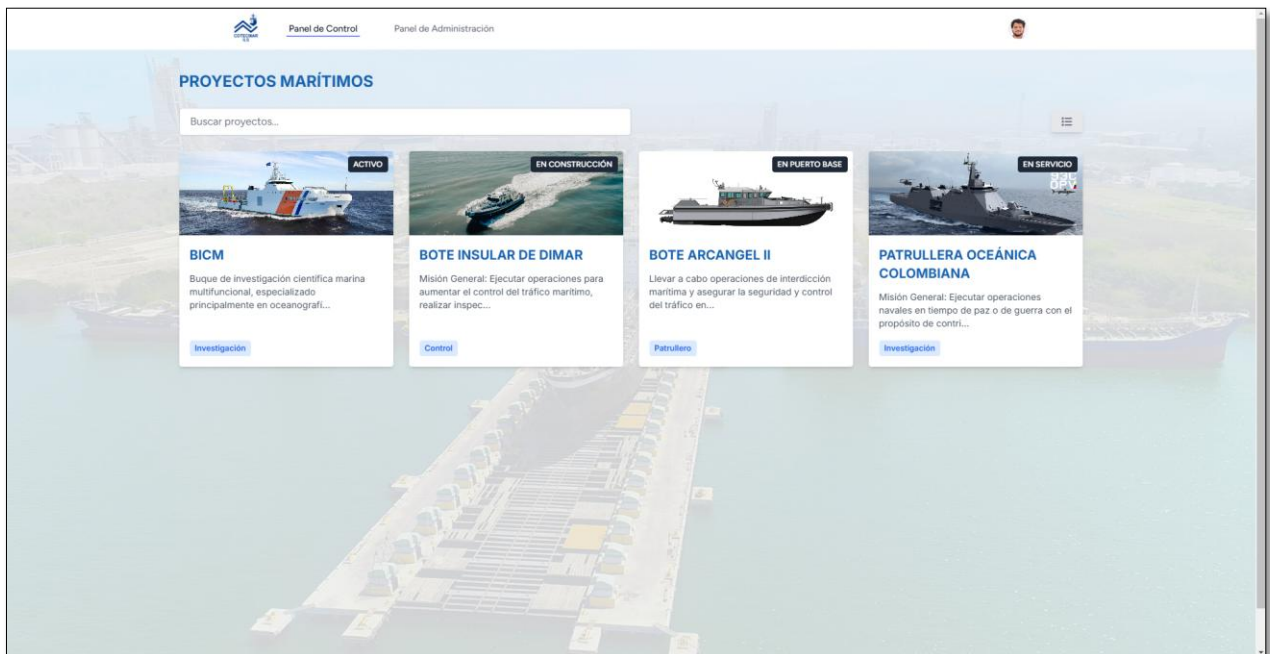 COTECMAR
Panel de Control
Panel de Administración
PROYECTOS MARÍTIMOS
Buscar proyectos...
ACTIVO
BICM
Buque de investigación científica marina
multifuncional, especializado
principalmente en oceanografí...
Investigación
EN CONSTRUCCIÓN
BOTE INSULAR DE DIMAR
Misión General: Ejecutar operaciones para
aumentar el control del tráfico marítimo,
realizar inspec...
Control
EN PUERTO BASE
BOTE ARCANGEL II
Llevar a cabo operaciones de interdicción
marítima y asegurar la seguridad y control
del tráfico en...
Patrullero
EN SERVICIO
OPV
PATRULLERA OCEÁNICA
COLOMBIANA
Misión General: Ejecutar operaciones
navales en tiempo de paz o de guerra con el
propósito de contri...
Investigación